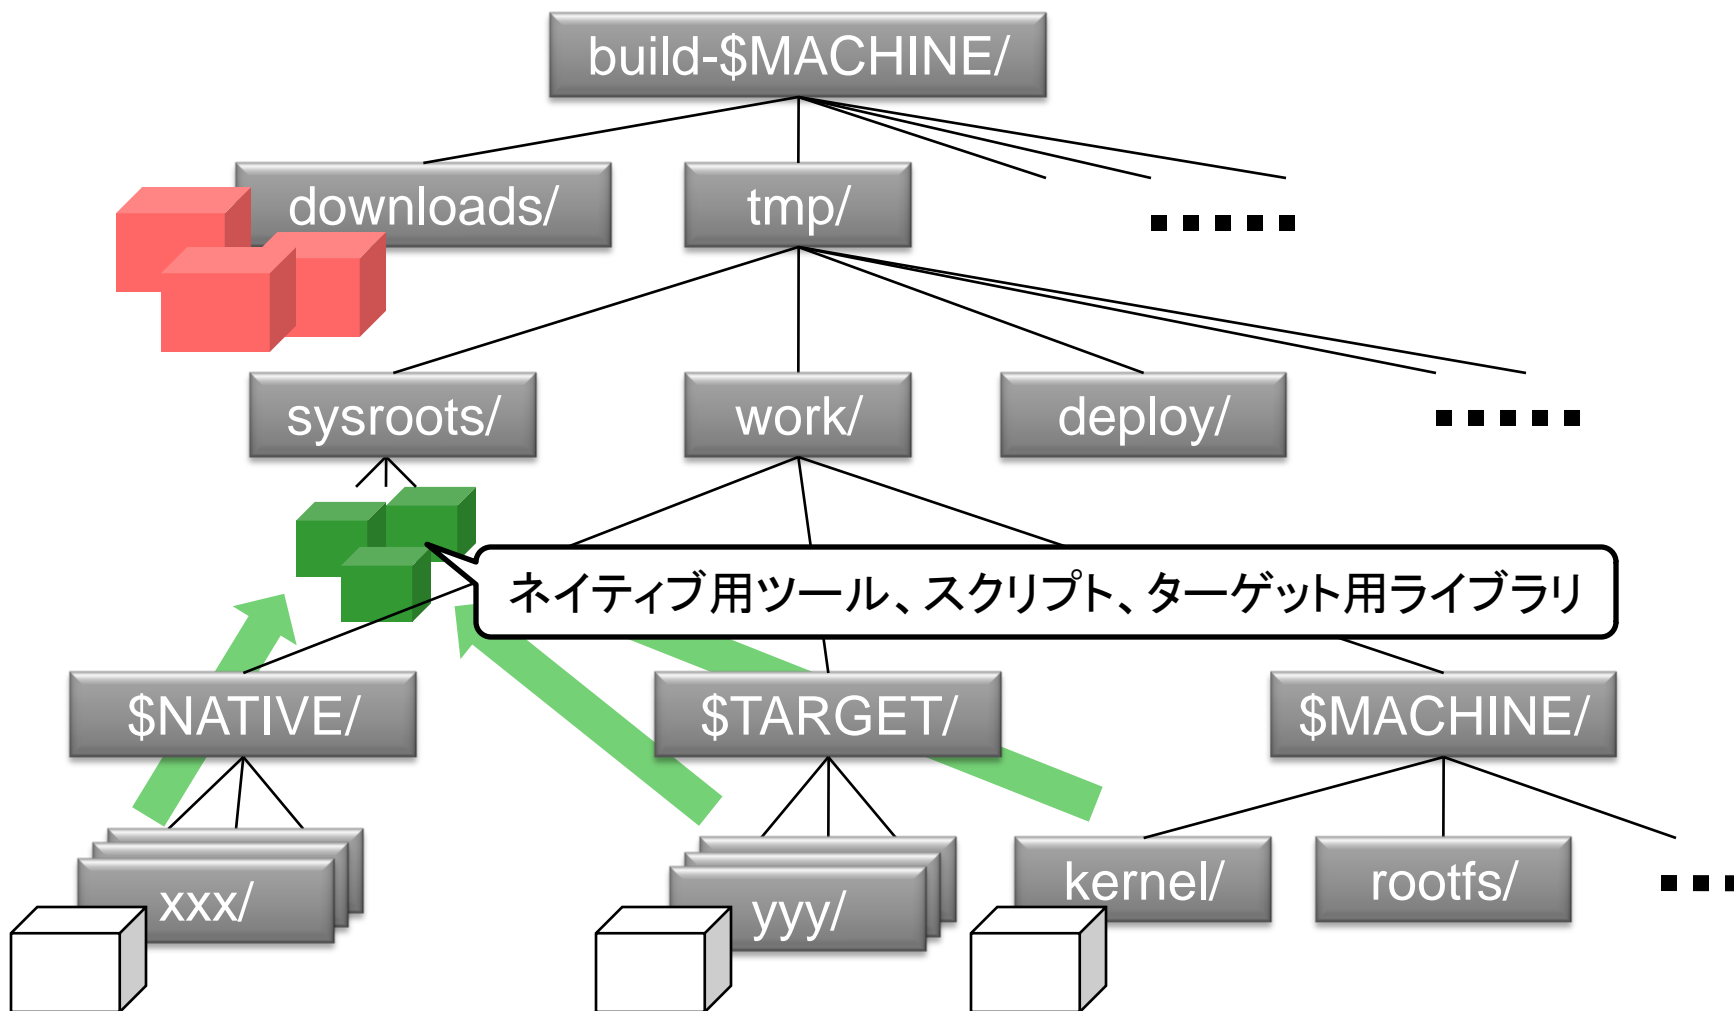 build-$MACHINE/
downloads/
tmp/
sysroots/
work/
deploy/
ネイティブ用ツール、スクリプト、ターゲット用ライブラリ
$NATIVE/
$TARGET/
$MACHINE/
xxx/
yyy/
kernel/
rootfs/